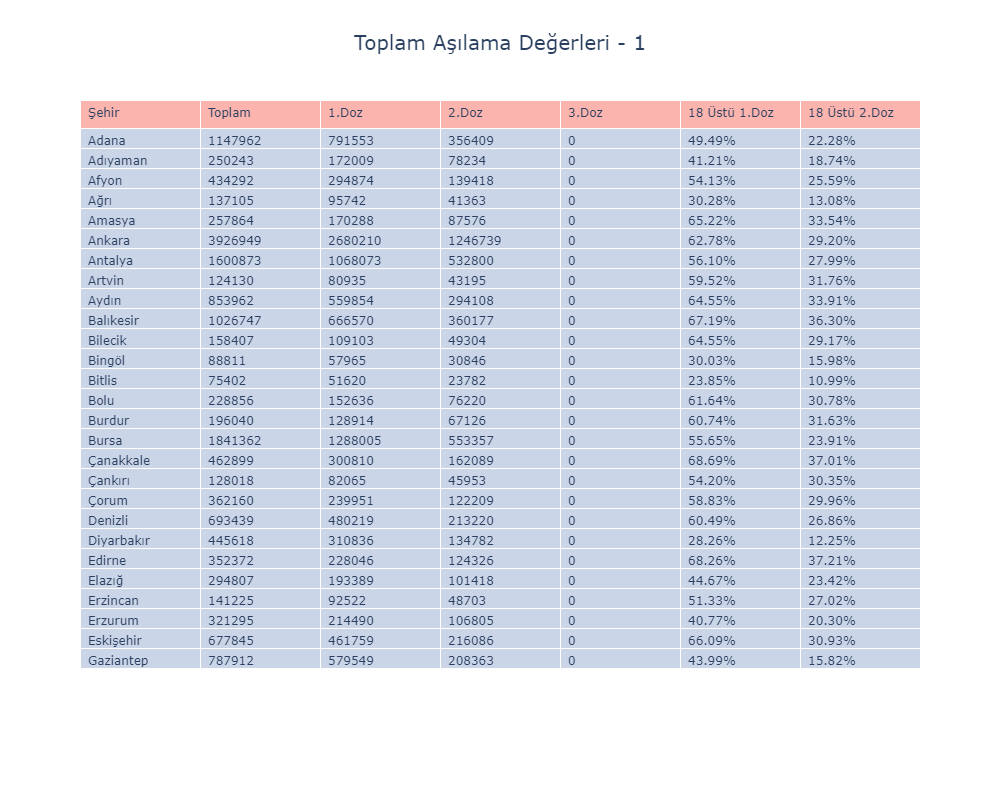 Toplam Aşılama Değerleri - 1
Şehir Toplam 1.Doz 2.Doz 3.Doz 18 Üstü 1.Doz 18 Üstü 2.Doz
Adana 1147962 791553 356409 0 49.49% 22.28%
Adıyaman 250243 172009 78234 0 41.21% 18.74%
Afyon 434292 294874 139418 0 54.13% 25.59%
Ağrı 137105 95742 41363 0 30.28% 13.08%
Amasya 257864 170288 87576 0 65.22% 33.54%
Ankara 3926949 2680210 1246739 0 62.78% 29.20%
Antalya 1600873 1068073 532800 0 56.10% 27.99%
Artvin 124130 80935 43195 0 59.52% 31.76%
Aydın 853962 559854 294108 0 64.55% 33.91%
Balıkesir 1026747 666570 360177 0 67.19% 36.30%
Bilecik 158407 109103 49304 0 64.55% 29.17%
Bingöl 88811 57965 30846 0 30.03% 15.98%
Bitlis 75402 51620 23782 0 23.85% 10.99%
Bolu 228856 152636 76220 0 61.64% 30.78%
Burdur 196040 128914 67126 0 60.74% 31.63%
Bursa 1841362 1288005 553357 0 55.65% 23.91%
Çanakkale 462899 300810 162089 0 68.69% 37.01%
Çankırı 128018 82065 45953 0 54.20% 30.35%
Çorum 362160 239951 122209 0 58.83% 29.96%
Denizli 693439 480219 213220 0 60.49% 26.86%
Diyarbakır 445618 310836 134782 0 28.26% 12.25%
Edirne 352372 228046 124326 0 68.26% 37.21%
Elazığ 294807 193389 101418 0 44.67% 23.42%
Erzincan 141225 92522 48703 0 51.33% 27.02%
Erzurum 321295 214490 106805 0 40.77% 20.30%
Eskişehir 677845 461759 216086 0 66.09% 30.93%
Gaziantep 787912 579549 208363 0 43.99% 15.82%